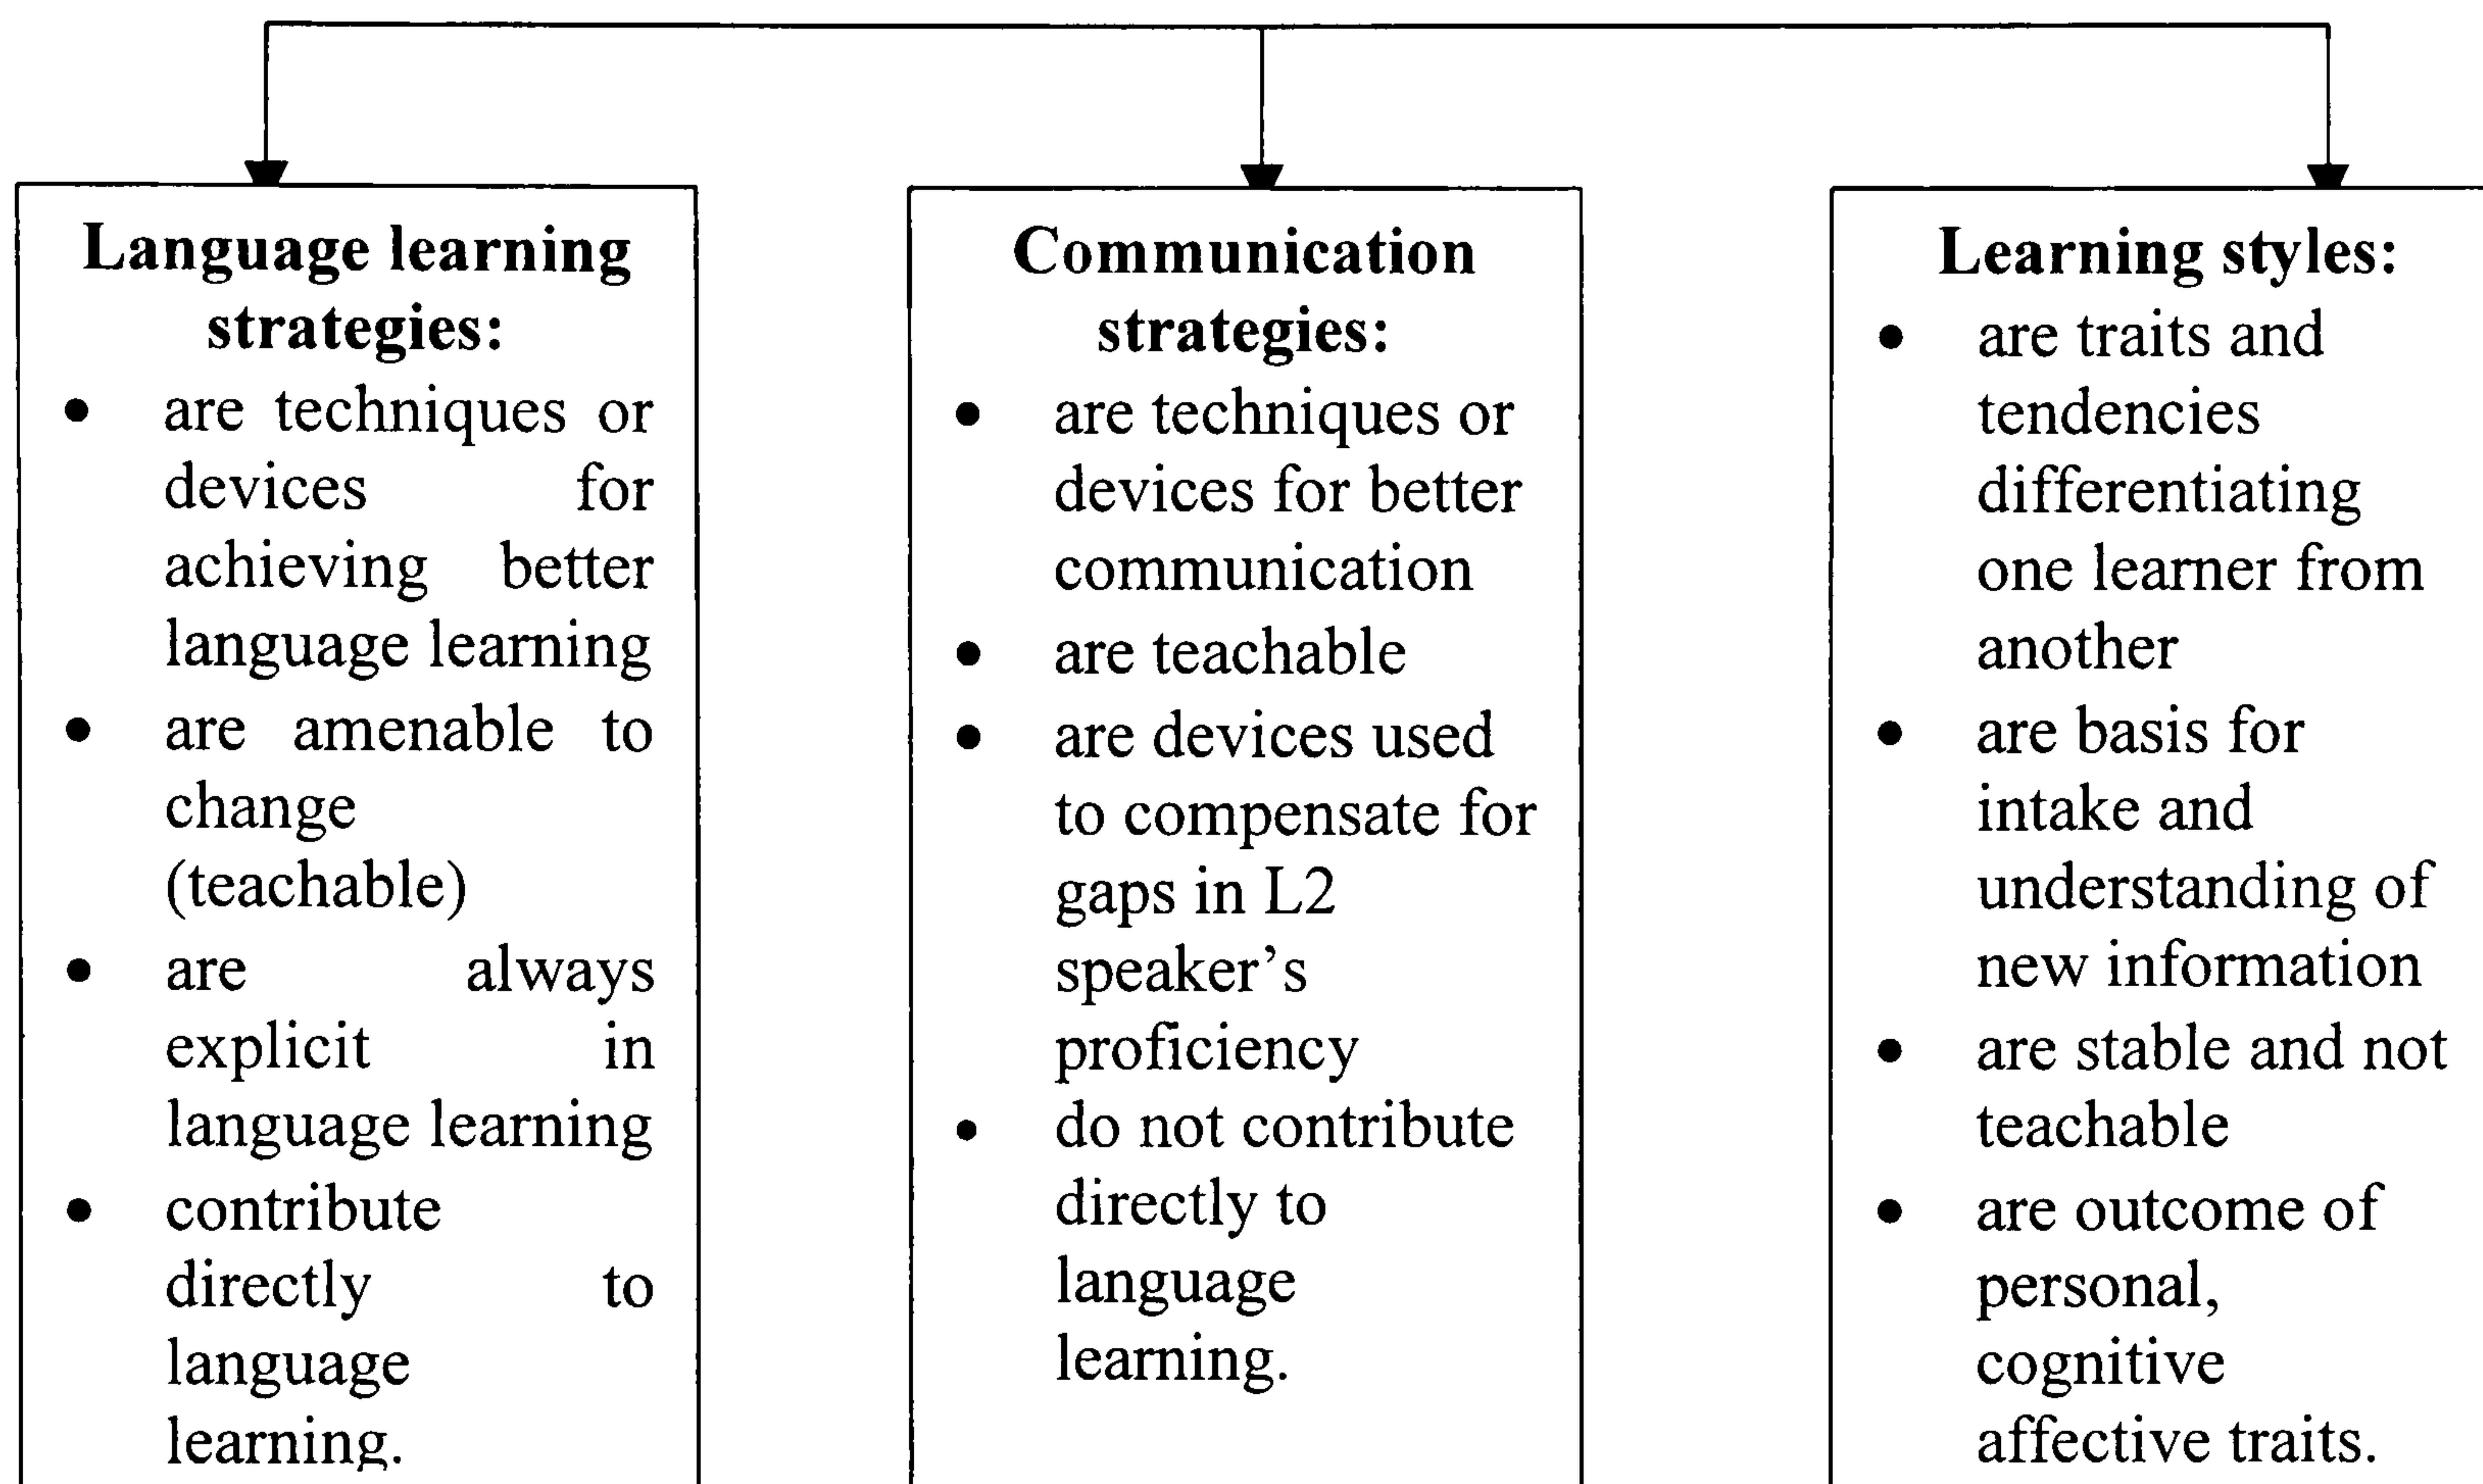 Language learning
strategies:
• are techniques or
devices for
achieving better
language learning
• are amenable to
change
(teachable)
• are always
explicit in
language learning
• contribute
directly to
language
learning.
Communication
strategies:
• are techniques or
devices for better
communication
• are teachable
• are devices used
to compensate for
gaps in L2
speaker’s
proficiency
• do not contribute
directly to
language
learning.
Learning styles:
• are traits and
tendencies
differentiating
one learner from
another
• are basis for
intake and
understanding of
new information
• are stable and not
teachable
• are outcome of
personal,
cognitive
affective traits.